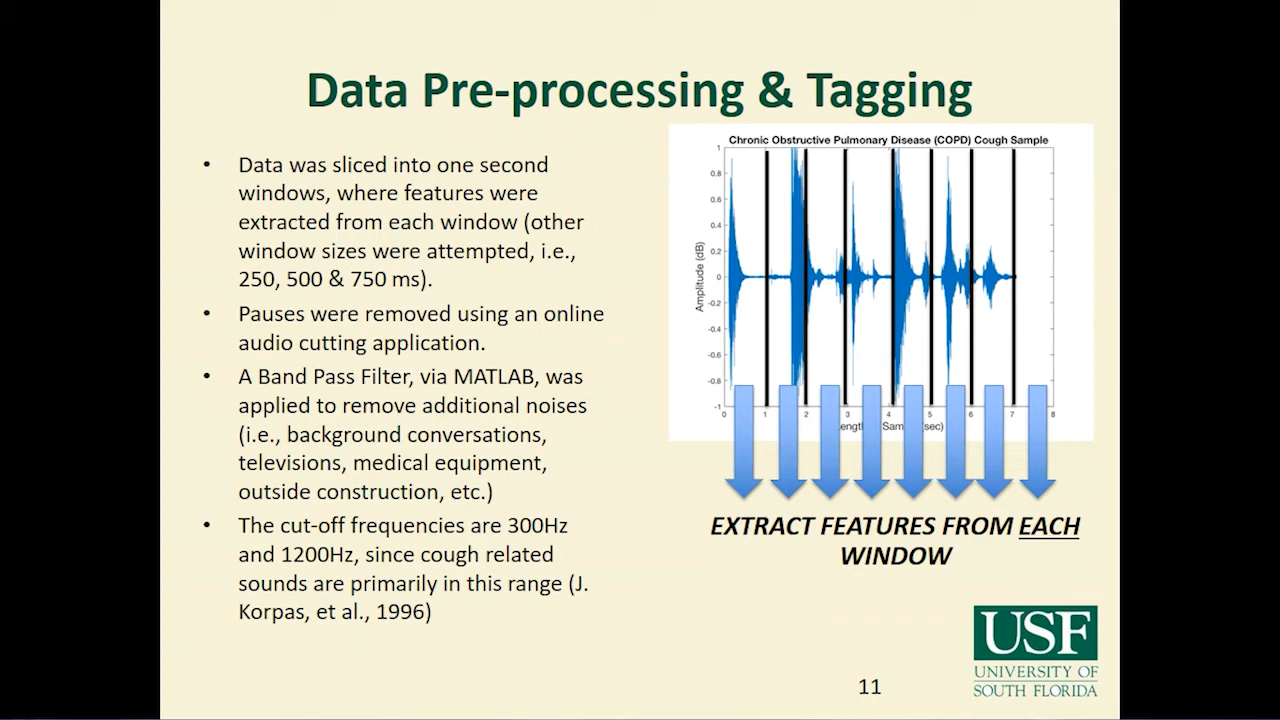 Data Pre-processing & Tagging
• Data was sliced into one second
windows, where features were
extracted from each window (other
window sizes were attempted, i.e.,
250, 500 & 750 ms).
• Pauses were removed using an online
audio cutting application.
• A Band Pass Filter, via MATLAB, was
applied to remove additional noises
(i.e., background conversations,
televisions, medical equipment,
outside construction, etc.)
• The cut-off frequencies are 300Hz
and 1200Hz, since cough related
sounds are primarily in this range (J.
Korpas, et al., 1996)
Chronic Obstructive Pulmonary Disease (COPD) Cough Sample
Amplitude (dB)
1
0.8
0.6
0.4
0.2
0
-0.2
-0.4
-0.6
-0.8
-1
0 1 2 3 4 5 6 7 8
sec)
EXTRACT FEATURES FROM EACH
WINDOW
USF
UNIVERSITY OF
SOUTH FLORIDA
11